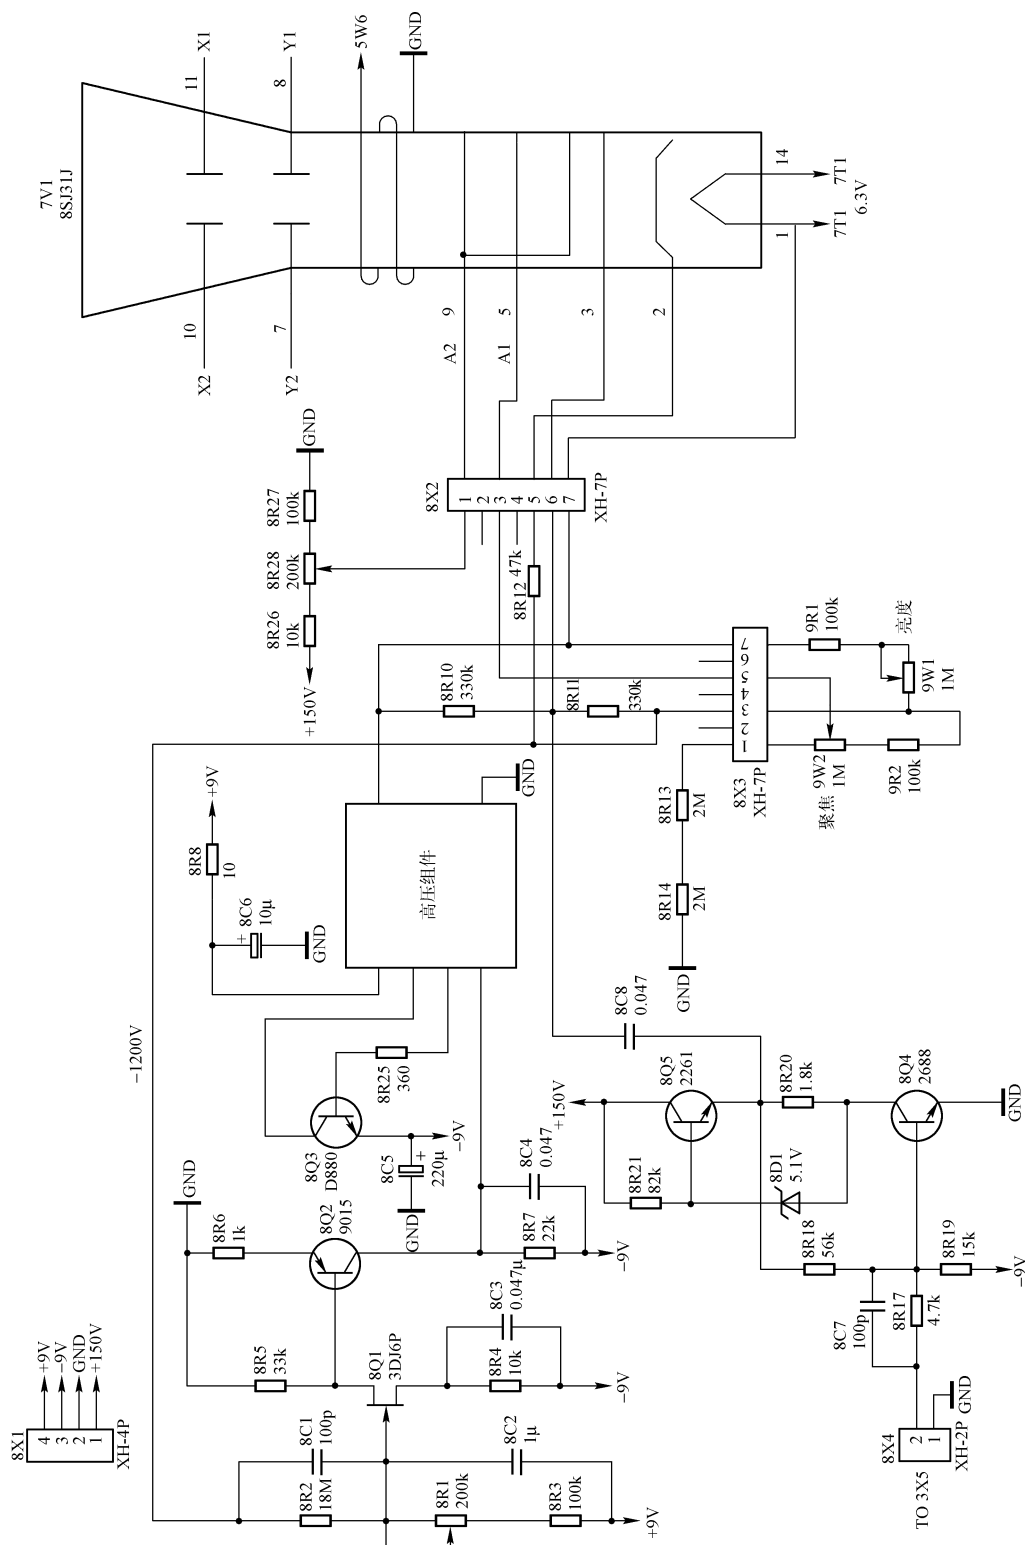 7V1
8SJ31J
11
X1
8
Y1
5W6
GND
10
X2
7
Y2
14
7T1
6.3V
1
7T1
A2
9
A1
5
3
2
GND
8R27
100k
8R28
200k
8R26
10k
+150V
8X2
1
2
3
4
5
6
7
XH-7P
8R12
47k
8R10
330k
8R11
330k
7
6
5
4
3
2
1
8X3
XH-7P
9R1
100k
亮度
9W1
1M
9W2
1M
聚焦
9R2
100k
8R13
2M
8R14
2M
GND
+9V
8R8
10
+
8C6
10μ
GND
高压组件
GND
−1200V
8C8
0.047
8R25
360
8Q3
D880
8C5
220μ
+
−9V
GND
GND
8R6
1k
8Q2
9015
8C4
0.047
8R7
22k
−9V
8Q5
2261
+150V
8R21
82k
8R20
1.8k
8D1
5.1V
8Q4
2688
GND
8R18
56k
8R19
15k
−9V
8C7
100p
8R17
4.7k
8X4
2
1
XH-2P
GND
TO 3X5
8R5
33k
8Q1
3DJ6P
8C3
0.047μ
8R4
10k
−9V
8C1
100p
8C2
1μ
8R2
18M
8R1
200k
8R3
100k
+9V
8X1
4
3
2
1
XH-4P
+9V
−9V
GND
+150V